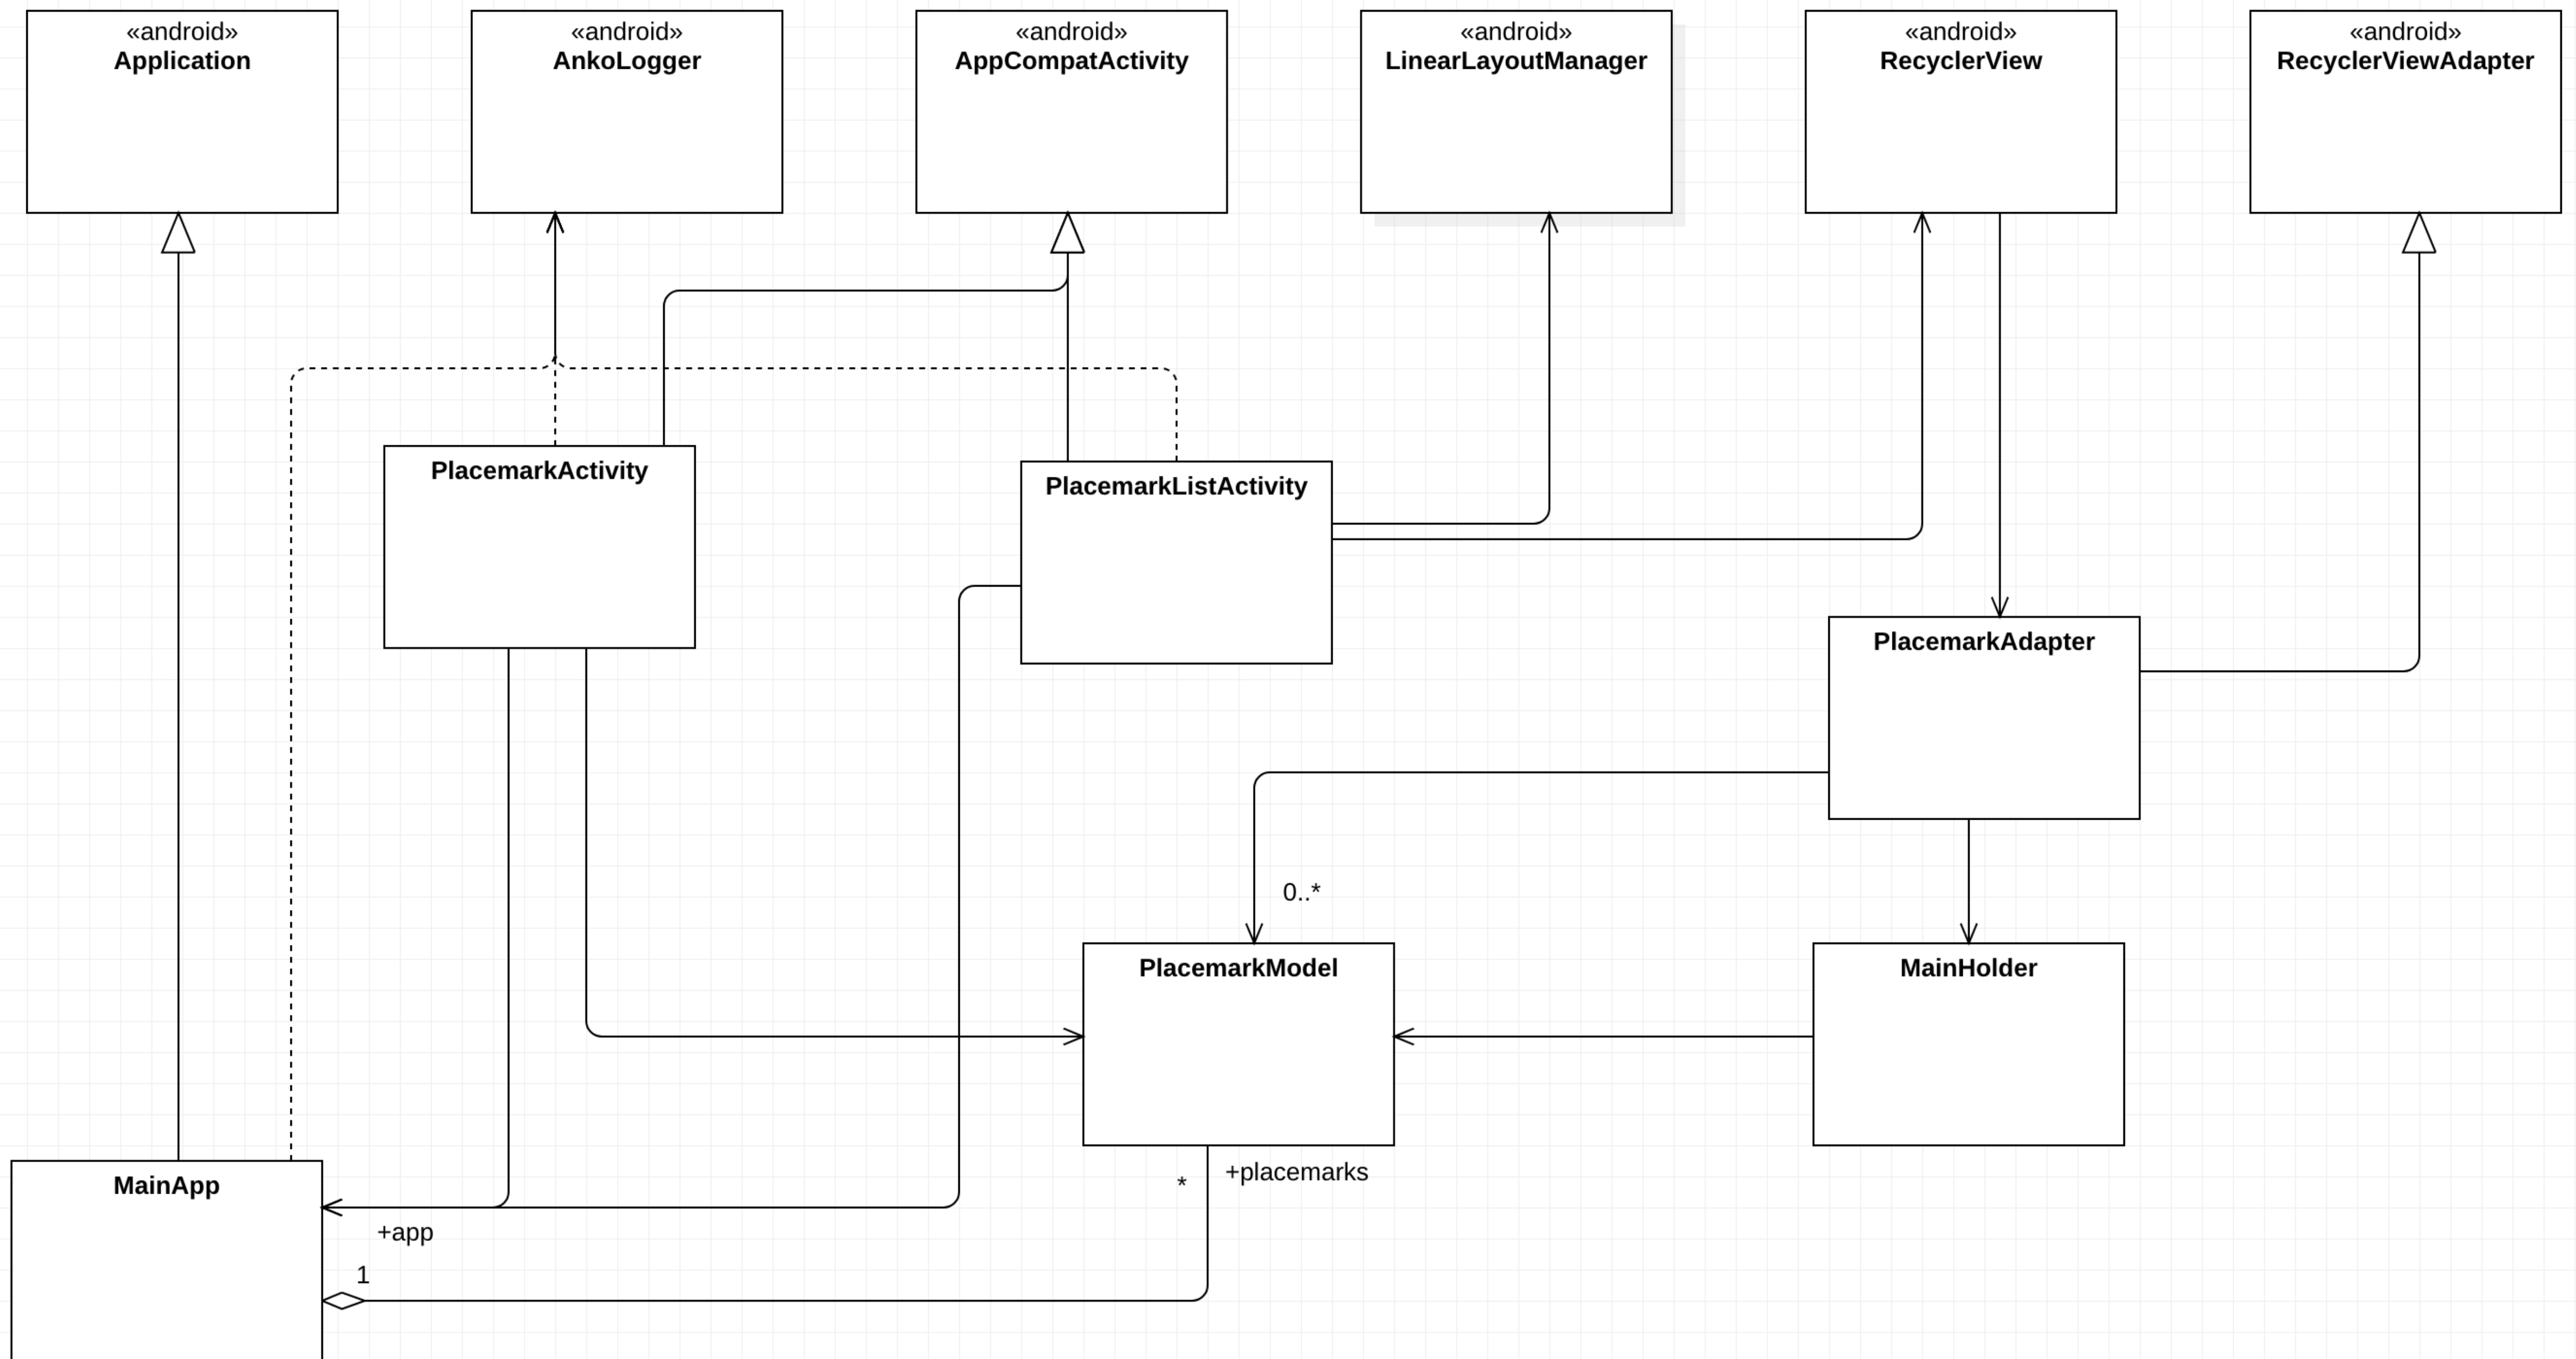 «android»
Application
«android»
AnkoLogger
«android»
AppCompatActivity
«android»
LinearLayoutManager
«android»
RecyclerView
«android»
RecyclerViewAdapter
PlacemarkActivity
PlacemarkListActivity
PlacemarkAdapter
0..*
PlacemarkModel
MainHolder
+placemarks
*
MainApp
+app
1